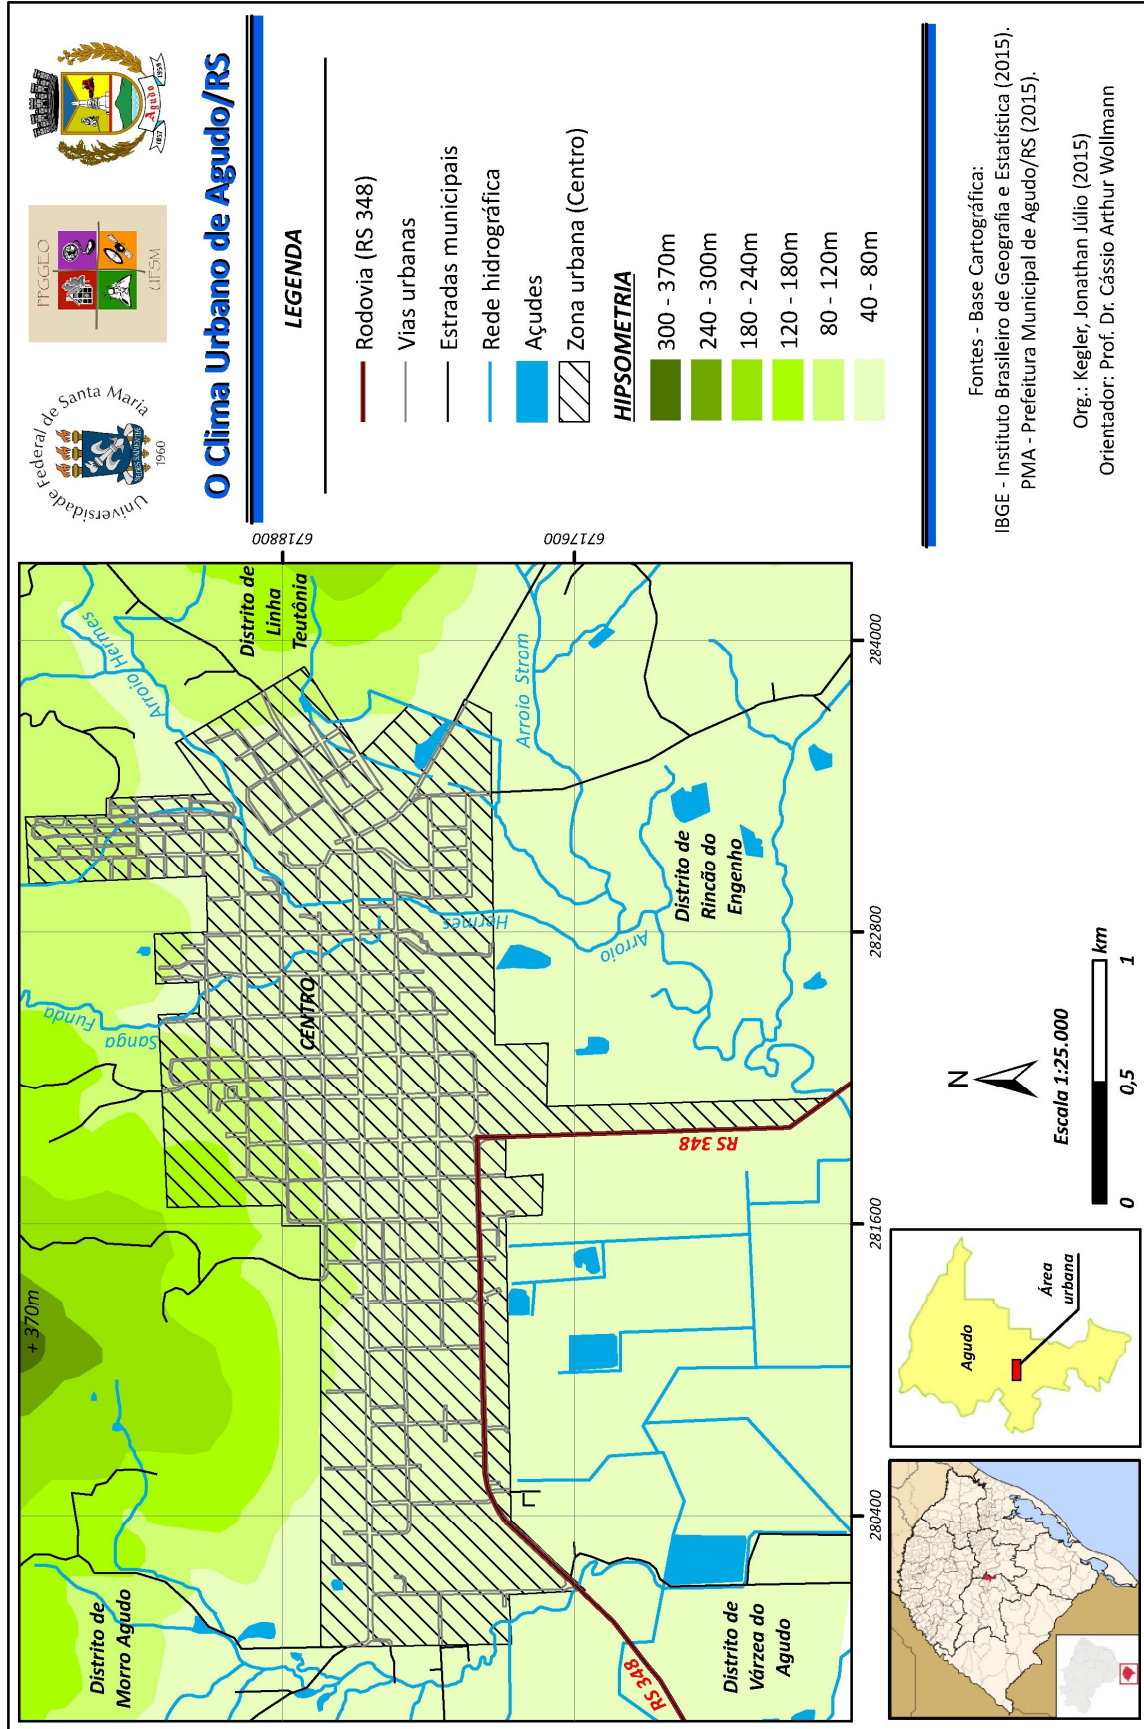 Universidade Federal de Santa Maria
1960
PPGGEO
UFSM
1857
Agudo
1959
O Clima Urbano de Agudo/RS
LEGENDA
Rodovia (RS 348)
Vias urbanas
Estradas municipais
Rede hidrográfica
Açudes
Zona urbana (Centro)
HIPSOMETRIA
300 - 370m
240 - 300m
180 - 240m
120 - 180m
80 - 120m
40 - 80m
Fontes - Base Cartográfica:
IBGE - Instituto Brasileiro de Geografia e Estatística (2015).
PMA - Prefeitura Municipal de Agudo/RS (2015).
Org.: Kegler, Jonathan Júlio (2015)
Orientador: Prof. Dr. Cássio Arthur Wollmann
+ 370m
Distrito de
Morro Agudo
Sanga
Funda
Arroio Hermes
Distrito de
Linha
Teutônia
6718800
CENTRO
Hermes
Arroio
Arroio Strom
6717600
RS 348
RS 348
Distrito de
Várzea do
Agudo
Distrito de
Rincão do
Engenho
280400
281600
282800
284000
Agudo
Área
urbana
N
Escala 1:25.000
0
0,5
1
km